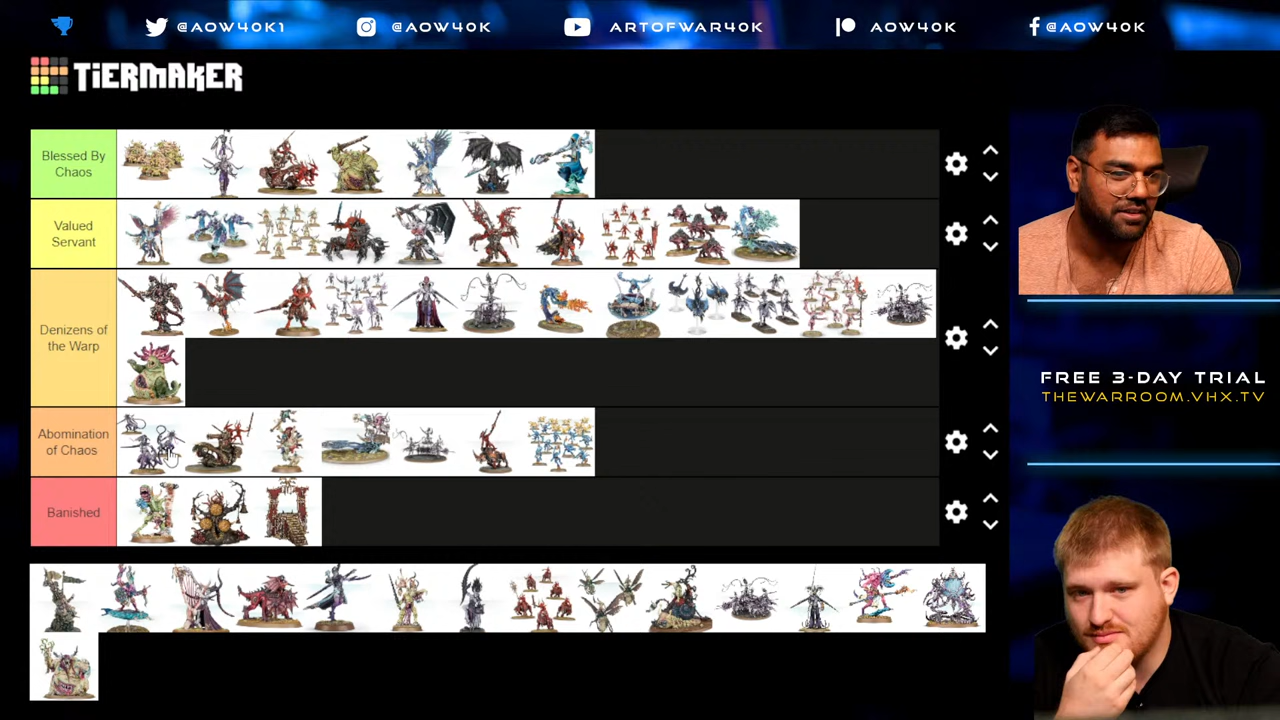 @AOW40K1
@AOW40K
ARTOFWAR40K
AOW40K
@AOW40K
TiERMAKER
Blessed By
Chaos
Valued
Servant
Denizens of
the Warp
Abomination
of Chaos
Banished
FREE 3-DAY TRIAL
THEWARROOM.VHX.TV